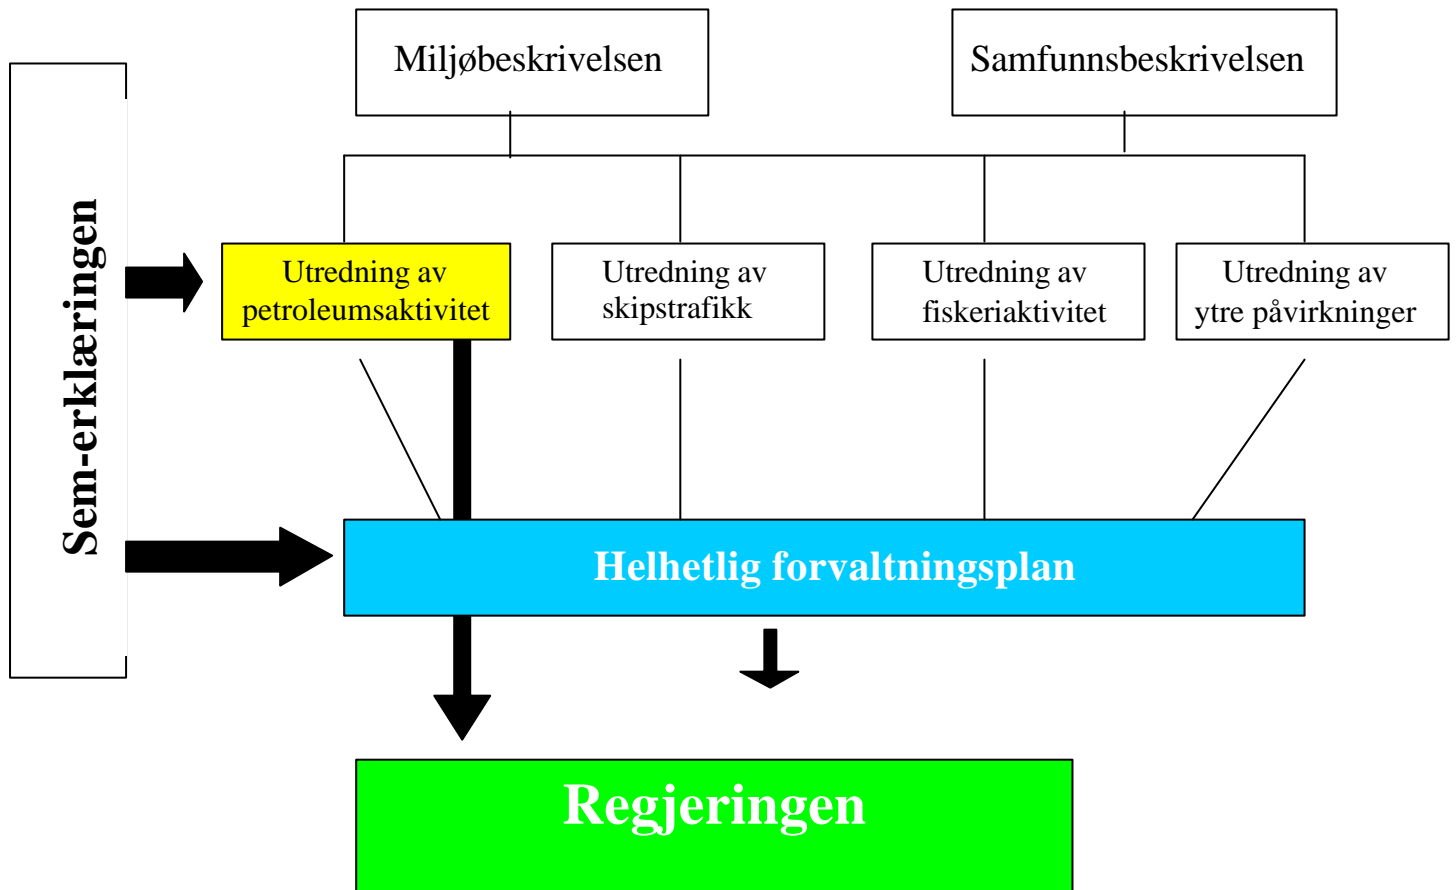 Miljøbeskrivelsen
Samfunnsbeskrivelsen
Sem-erklæringen
Utredning av
petroleumsaktivitet
Utredning av
skipstrafikk
Utredning av
fiskeriaktivitet
Utredning av
ytre påvirkninger
Helhetlig forvaltningsplan
Regjeringen